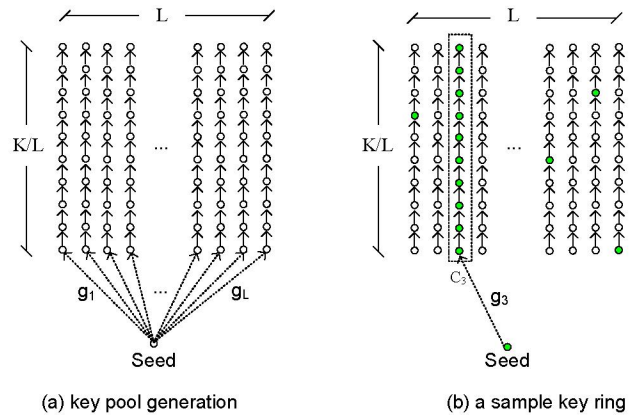 L
K/L
...
g1
...
gL
Seed
(a) key pool generation
L
K/L
...
C3
g3
Seed
(b) a sample key ring